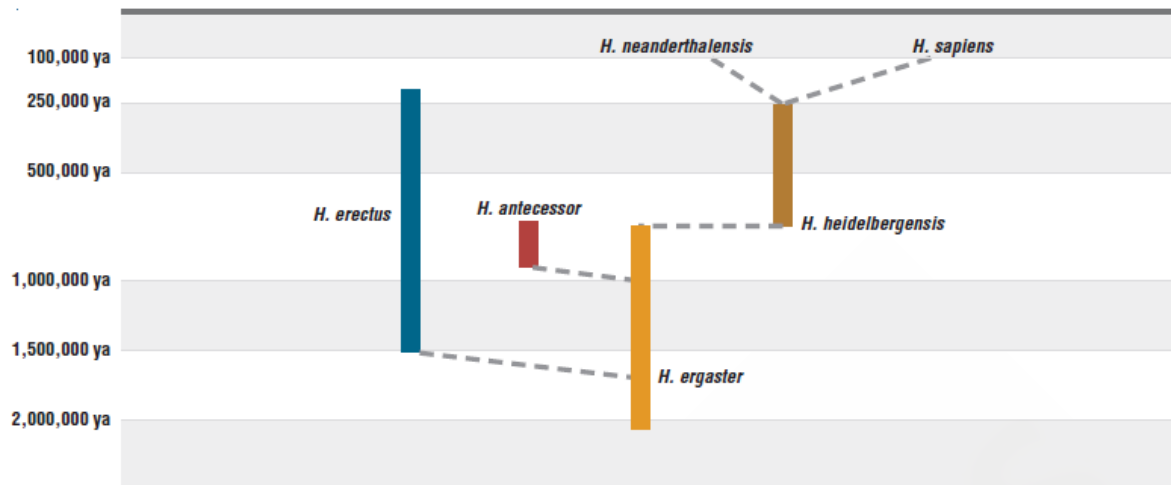 H. neanderthalensis
H. sapiens
100,000 ya
250,000 ya
500,000 ya
H. antecessor
H. erectus
H. heidelbergensis
1,000,000 ya
1,500,000 ya
H. ergaster
2,000,000 ya